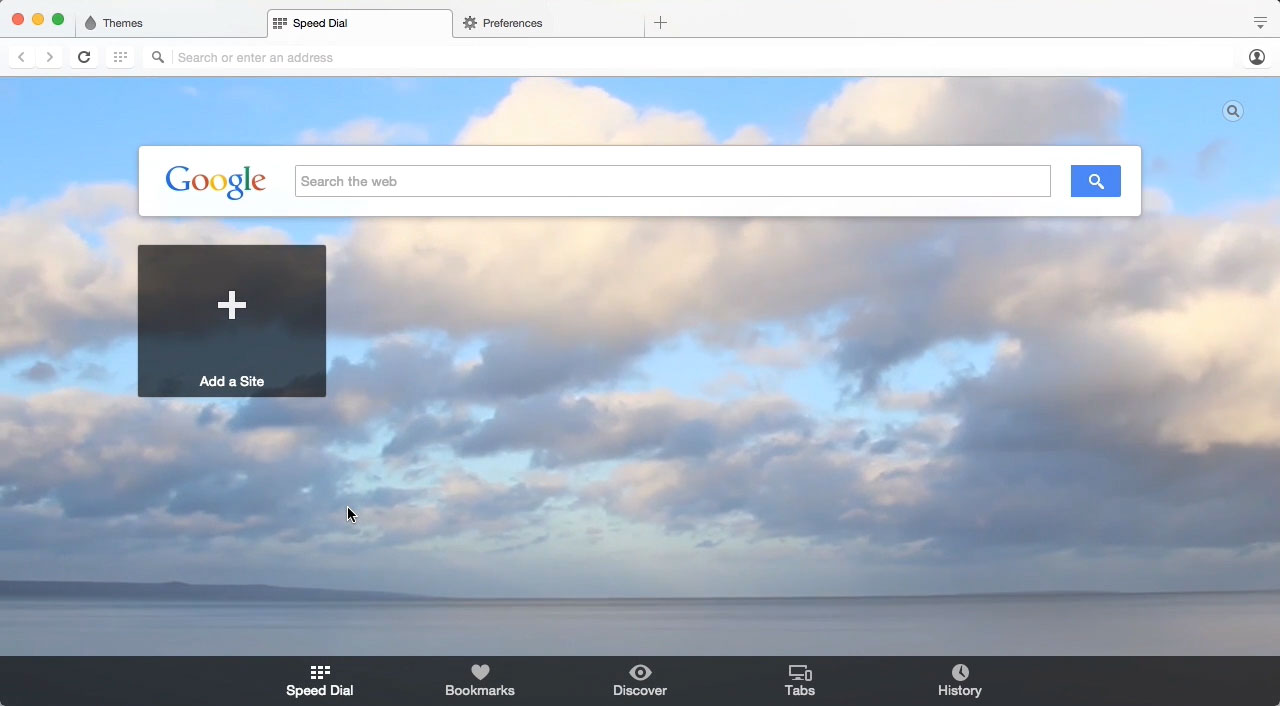 Themes
Speed Dial
Preferences
Search or enter an address
Google
Search the web
Add a Site
Speed Dial
Bookmarks
Discover
Tabs
History